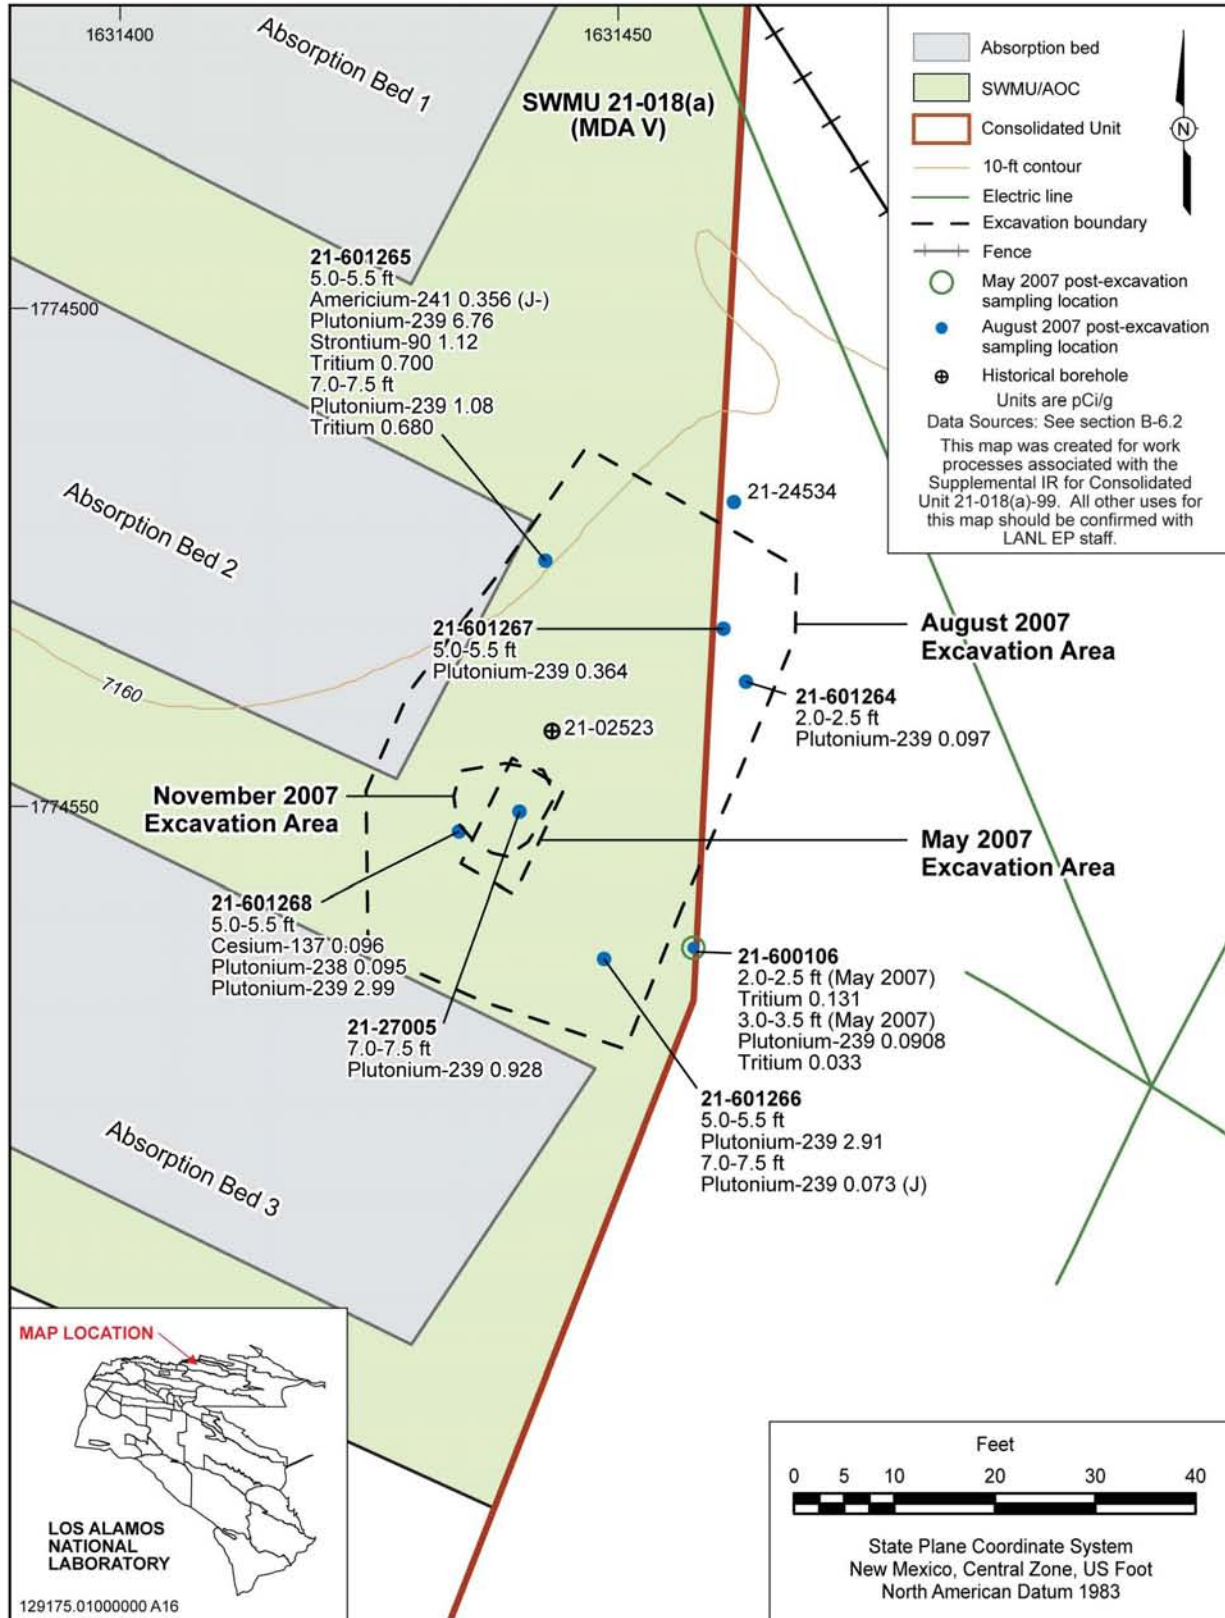 1631400
1631450
Absorption Bed 1
SWMU 21-018(a)
(MDA V)
Absorption bed
SWMU/AOC
Consolidated Unit
10-ft contour
Electric line
Excavation boundary
Fence
May 2007 post-excavation
sampling location
August 2007 post-excavation
sampling location
Historical borehole
Units are pCi/g
Data Sources: See section B-6.2
This map was created for work
processes associated with the
Supplemental IR for Consolidated
Unit 21-018(a)-99. All other uses for
this map should be confirmed with
LANL EP staff.
N
21-601265
5.0-5.5 ft
Americium-241 0.356 (J-)
Plutonium-239 6.76
Strontium-90 1.12
Tritium 0.700
7.0-7.5 ft
Plutonium-239 1.08
Tritium 0.680
1774500
Absorption Bed 2
21-24534
21-601267
5.0-5.5 ft
Plutonium-239 0.364
August 2007
Excavation Area
7160
21-601264
2.0-2.5 ft
Plutonium-239 0.097
21-02523
November 2007
Excavation Area
1774550
May 2007
Excavation Area
21-601268
5.0-5.5 ft
Cesium-137 0.096
Plutonium-238 0.095
Plutonium-239 2.99
21-600106
2.0-2.5 ft (May 2007)
Tritium 0.131
3.0-3.5 ft (May 2007)
Plutonium-239 0.0908
Tritium 0.033
21-27005
7.0-7.5 ft
Plutonium-239 0.928
21-601266
5.0-5.5 ft
Plutonium-239 2.91
7.0-7.5 ft
Plutonium-239 0.073 (J)
Absorption Bed 3
MAP LOCATION
LOS ALAMOS
NATIONAL
LABORATORY
129175.01000000 A16
Feet
0 5 10 20 30 40
State Plane Coordinate System
New Mexico, Central Zone, US Foot
North American Datum 1983